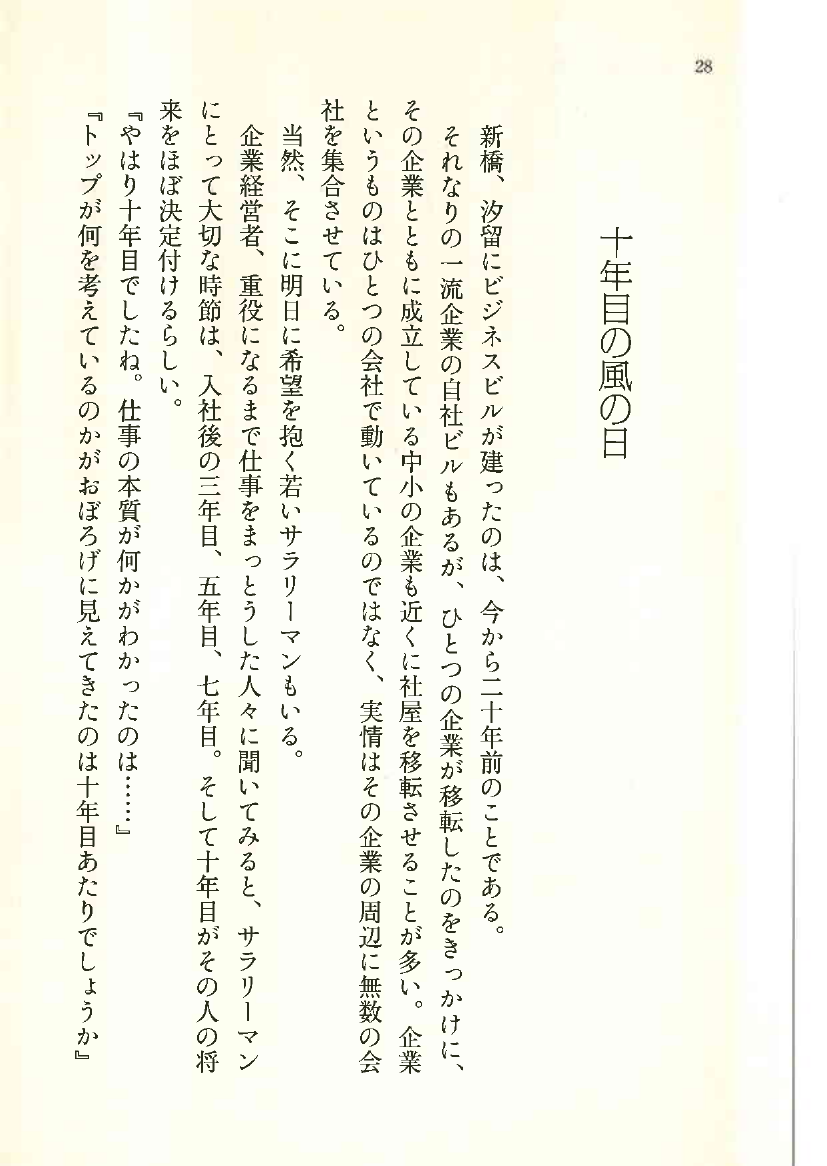 28
十年目の風の日
新橋、汐留にビジネスビルが建ったのは、今から二十年前のことである。
それなりの一流企業の自社ビルもあるが、ひとつの企業が移転したのをきっかけに、
その企業とともに成立している中小の企業も近くに社屋を移転させることが多い。企業
というものはひとつの会社で動いているのではなく、実情はその企業の周辺に無数の会
社を集合させている。
当然、そこに明日に希望を抱く若いサラリーマンもいる。
企業経営者、重役になるまで仕事をまっとうした人々に聞いてみると、サラリーマン
にとって大切な時節は、入社後の三年目、五年目、七年目。そして十年目がその人の将
来をほぼ決定付けるらしい。
『やはり十年目でしたね。仕事の本質が何かがわかったのは……』
『トップが何を考えているのかがおぼろげに見えてきたのは十年目あたりでしょうか』